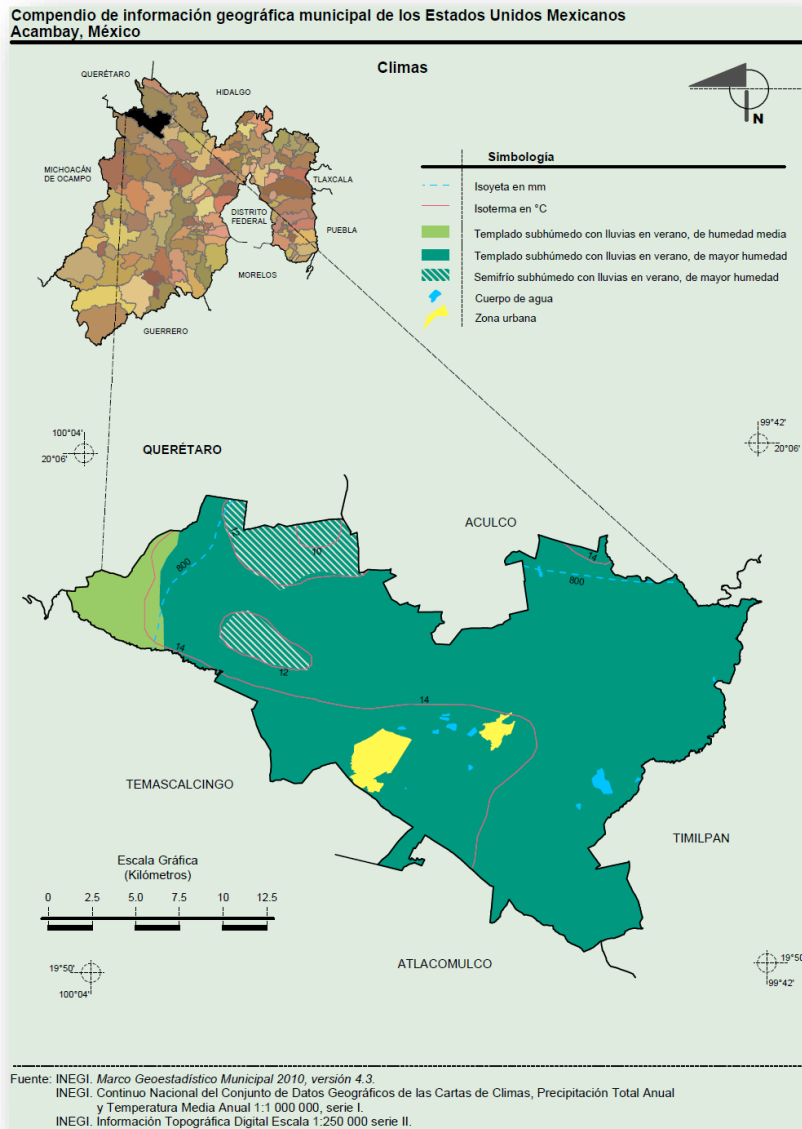 Compendio de información geográfica municipal de los Estados Unidos Mexicanos
Acambay, México
Climas
QUERÉTARO
HIDALGO
MICHOACÁN
DE OCAMPO
TLAXCALA
DISTRITO
FEDERAL
PUEBLA
MORELOS
GUERRERO
N
Simbología
Isoyeta en mm
Isoterma en °C
Templado subhúmedo con lluvias en verano, de humedad media
Templado subhúmedo con lluvias en verano, de mayor humedad
Semifrío subhúmedo con lluvias en verano, de mayor humedad
Cuerpo de agua
Zona urbana
100°04'
20°06'
99°42'
20°06'
QUERÉTARO
ACULCO
12
10
14
800
800
14
12
14
TEMASCALCINGO
TIMILPAN
ATLACOMULCO
Escala Gráfica
(Kilómetros)
0 2.5 5.0 7.5 10 12.5
19°50'
100°04'
19°50
99°42'
Fuente: INEGI. Marco Geoestadístico Municipal 2010, versión 4.3.
INEGI. Continuo Nacional del Conjunto de Datos Geográficos de las Cartas de Climas, Precipitación Total Anual
y Temperatura Media Anual 1:1 000 000, serie I.
INEGI. Información Topográfica Digital Escala 1:250 000 serie II.